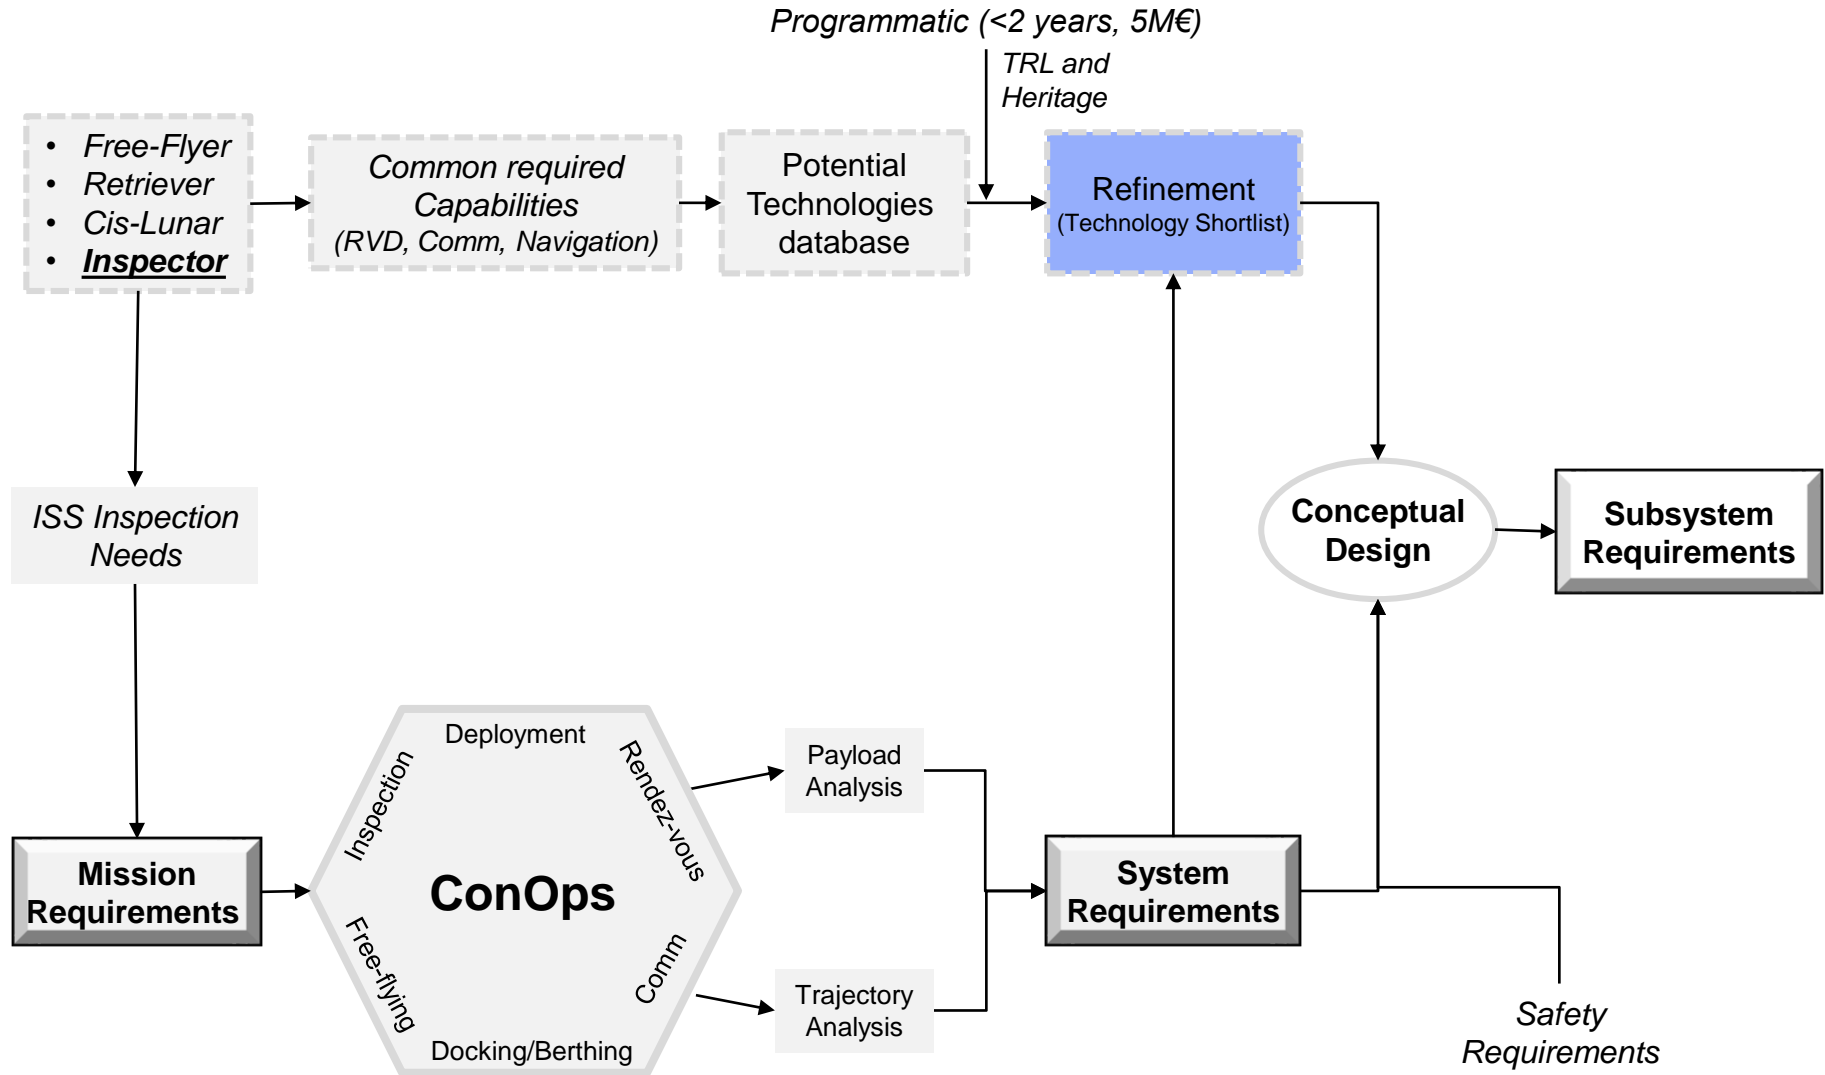 Programmatic (<2 years, 5M€)
TRL and
Heritage
• Free-Flyer
• Retriever
• Cis-Lunar
• Inspector
Common required
Capabilities
(RVD, Comm, Navigation)
Potential
Technologies
database
Refinement
(Technology Shortlist)
ISS Inspection
Needs
Conceptual
Design
Subsystem
Requirements
Mission
Requirements
Deployment
Inspection
Rendez-vous
ConOps
Free-flying
Comm
Docking/Berthing
Payload
Analysis
Trajectory
Analysis
System
Requirements
Safety
Requirements